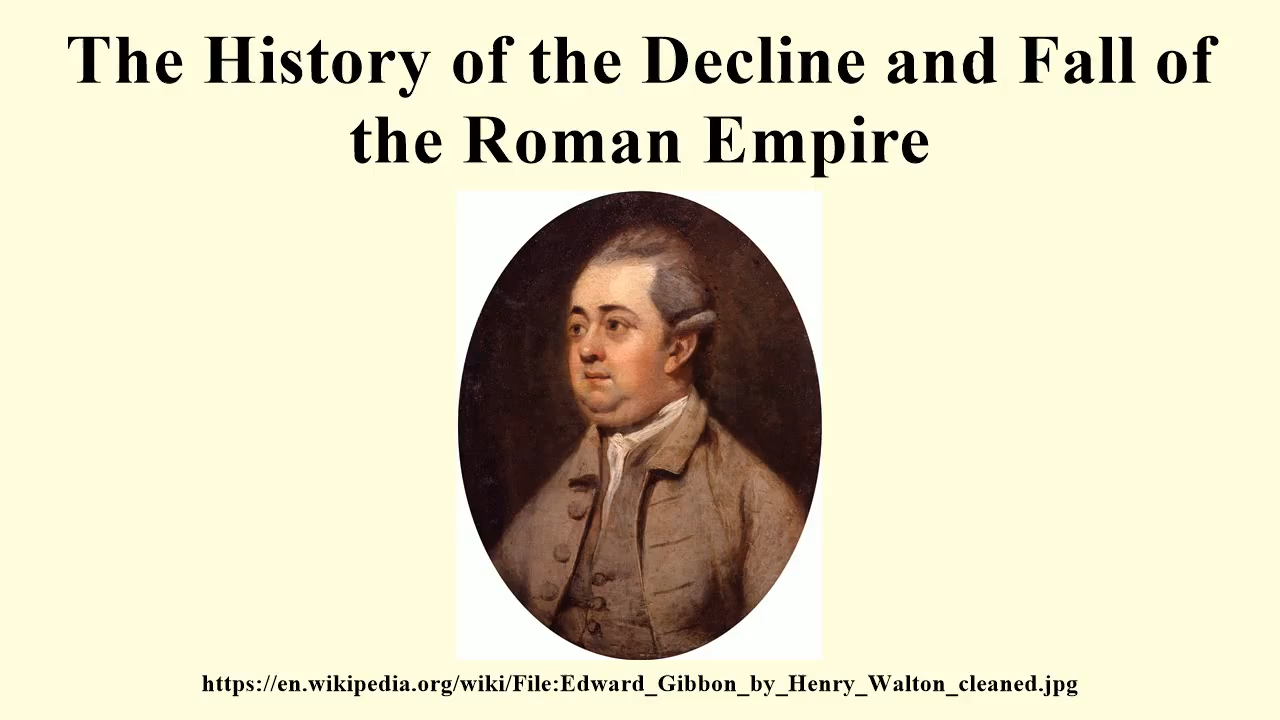 The History of the Decline and Fall of
the Roman Empire
https://en.wikipedia.org/wiki/File:Edward_Gibbon_by_Henry_Walton_cleaned.jpg